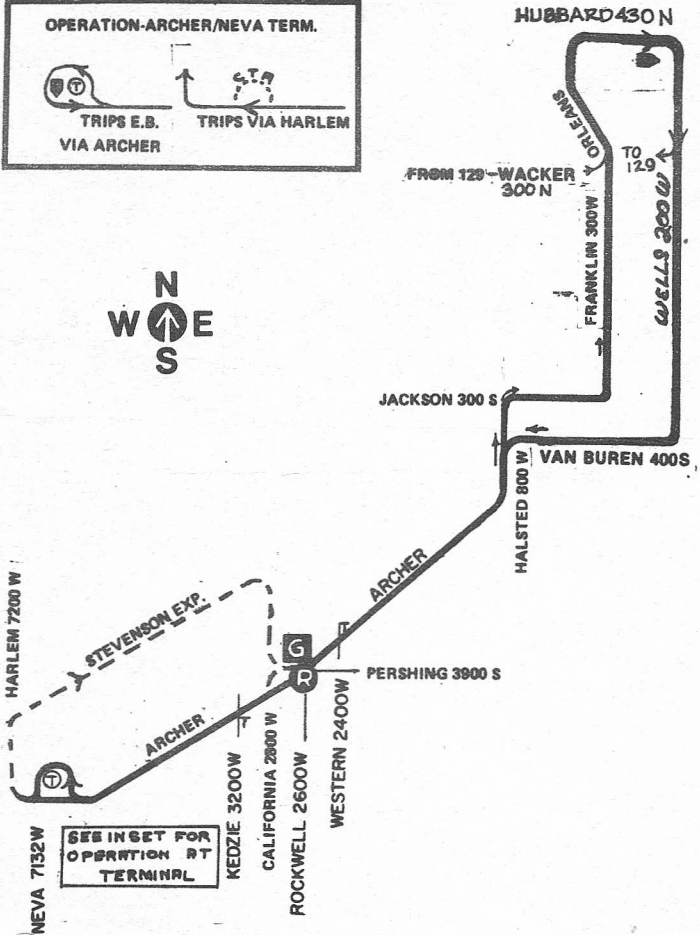 OPERATION-ARCHER/NEVA TERM.
T
TRIPS E.B.
VIA ARCHER
TRIPS VIA HARLEM
HUBBARD 430 N
ORLEANS
TO
129
FROM 129-WACKER
300 N
FRANKLIN 300W
WELLS 200 W
N
W E
S
JACKSON 300 S
VAN BUREN 400S
HALSTED 800 W
ARCHER
HARLEM 7200 W
STEVENSON EXP.
G
R
PERSHING 3900 S
ARCHER
T
T
T
KEDZIE 3200W
CALIFORNIA 2800 W
ROCKWELL 2600W
WESTERN 2400W
NEVA 7132W
SEE INSET FOR
OPERATION AT
TERMINAL